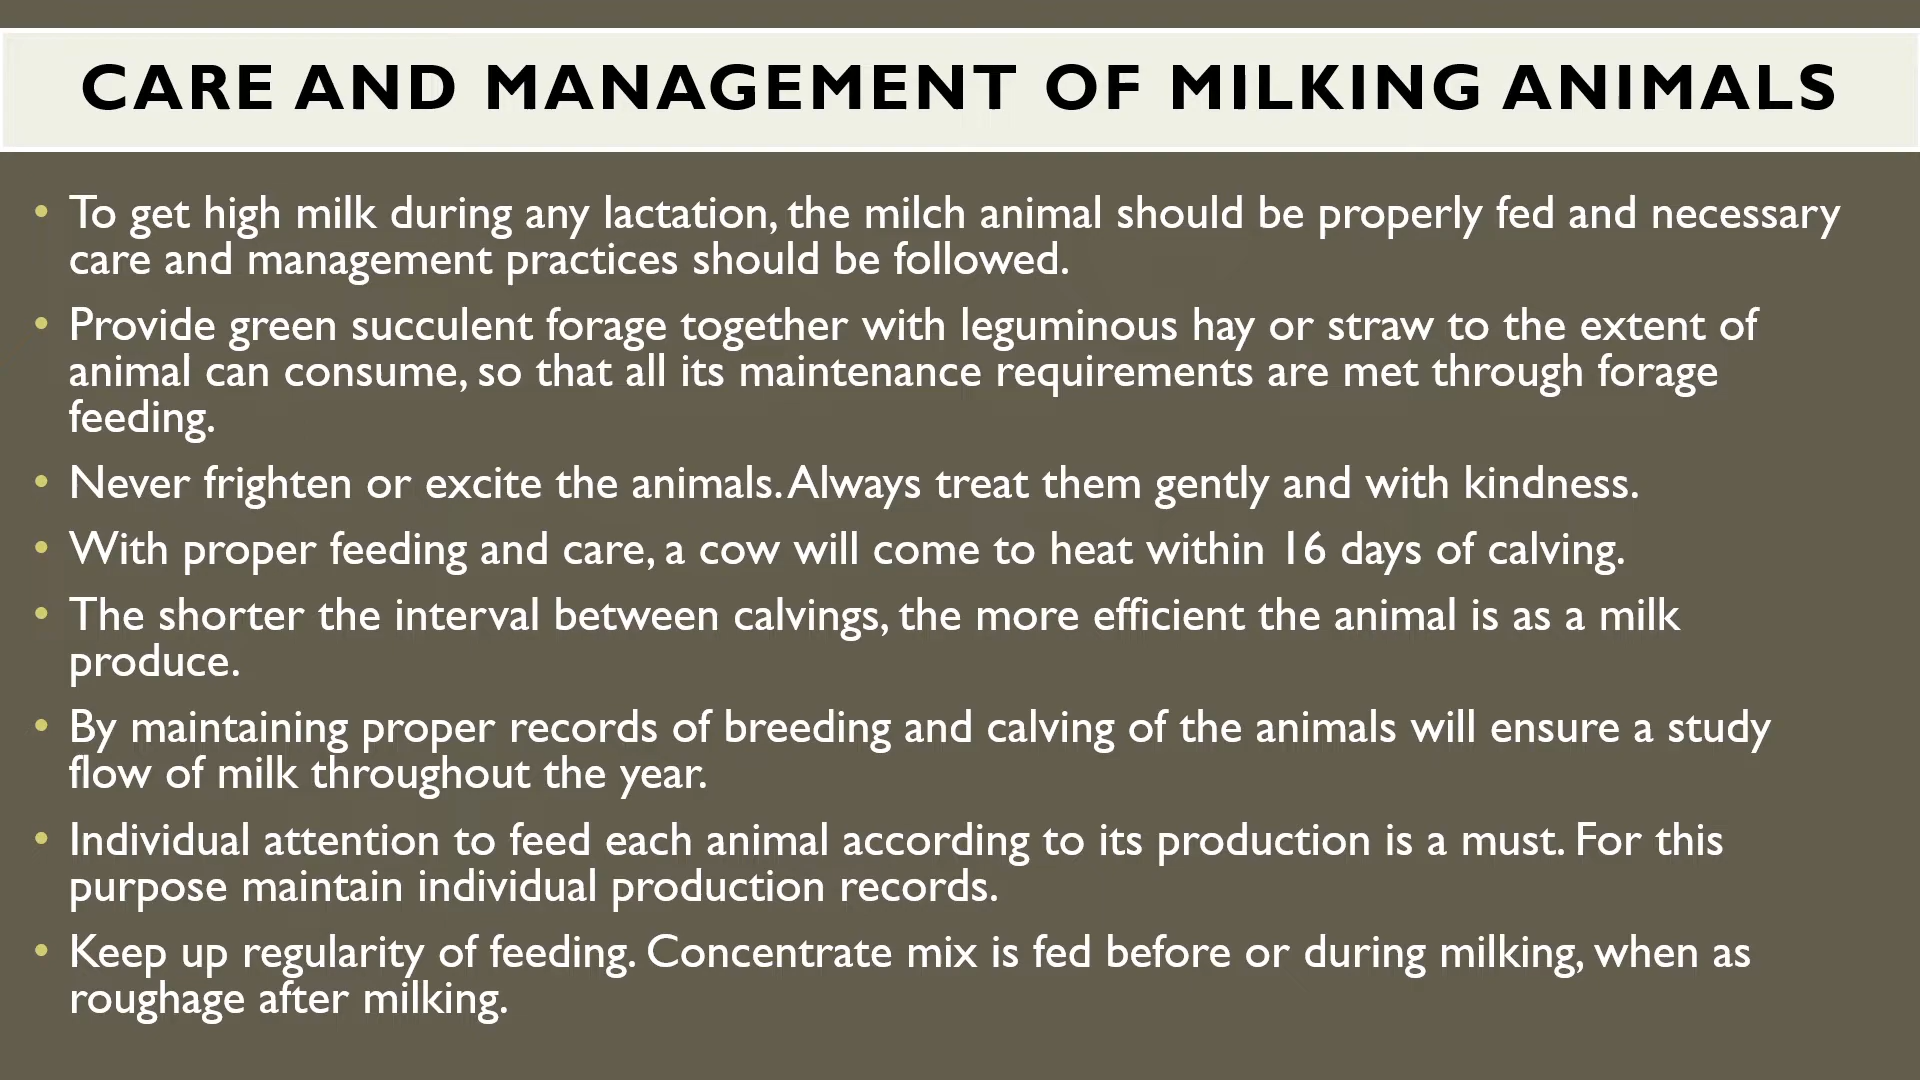 CARE AND MANAGEMENT OF MILKING ANIMALS
• To get high milk during any lactation, the milch animal should be properly fed and necessary
care and management practices should be followed.
• Provide green succulent forage together with leguminous hay or straw to the extent of
animal can consume, so that all its maintenance requirements are met through forage
feeding.
• Never frighten or excite the animals. Always treat them gently and with kindness.
• With proper feeding and care, a cow will come to heat within 16 days of calving.
• The shorter the interval between calvings, the more efficient the animal is as a milk
produce.
• By maintaining proper records of breeding and calving of the animals will ensure a study
flow of milk throughout the year.
• Individual attention to feed each animal according to its production is a must. For this
purpose maintain individual production records.
• Keep up regularity of feeding. Concentrate mix is fed before or during milking, when as
roughage after milking.